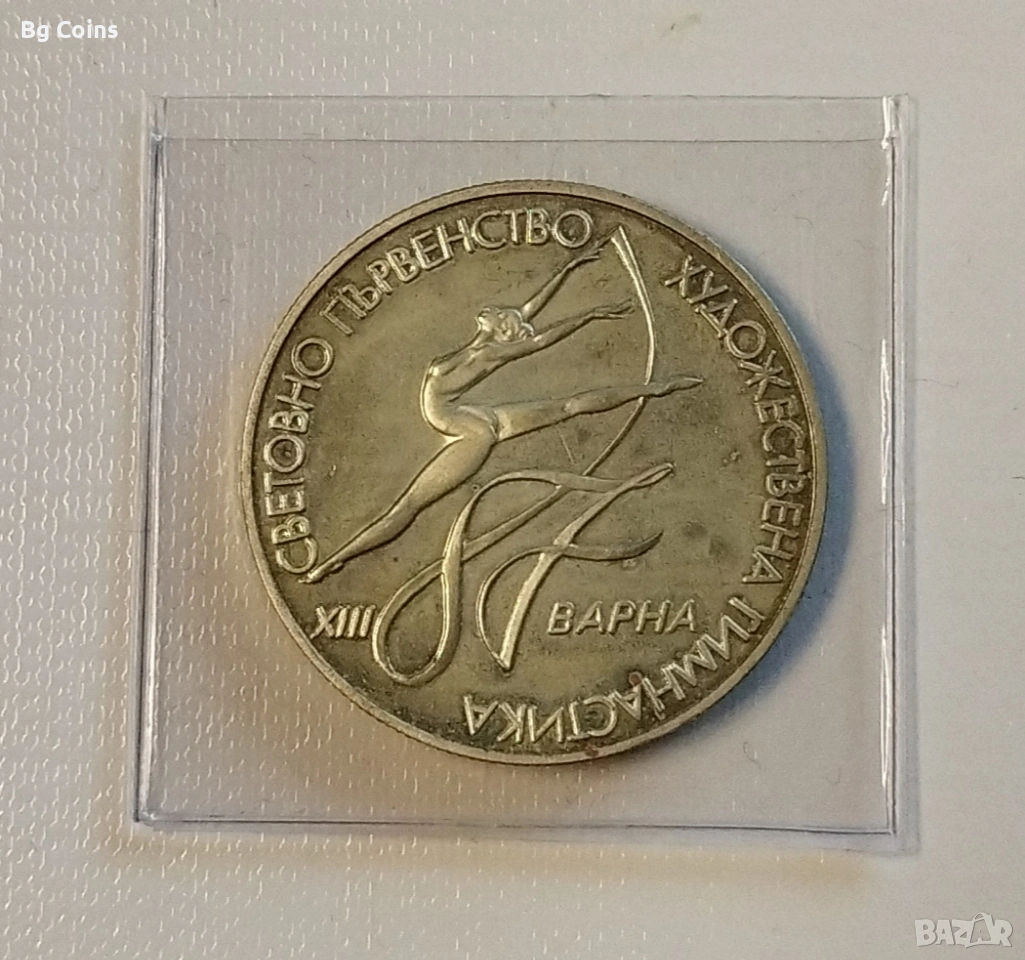 Bg Coins
СВЕТОВНО ПЪРВЕНСТВО
ХУДОЖЕСТВЕНА ГИМНАСТИКА
XIII
87
ВАРНА
BAZAR